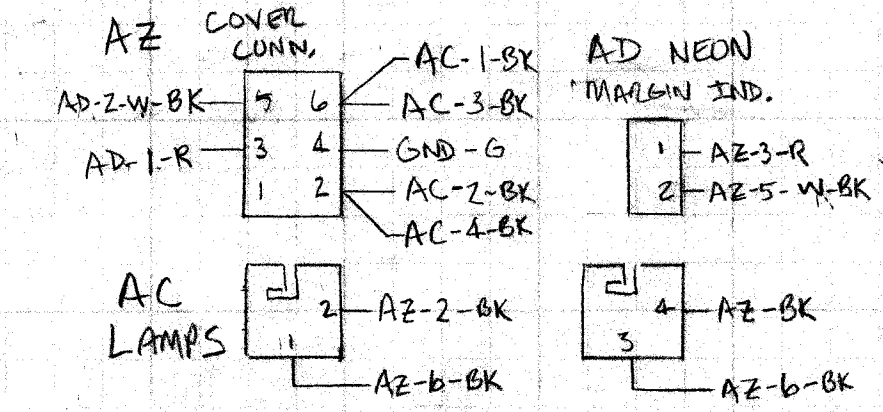 AZ COVER CONN.
AD NEON MARGIN IND.
AD-2-W-BK 5 6 AC-1-BK
AC-3-BK
AD-1-R 3 4 GND-G
1 2 AC-2-BK
AC-4-BK
1 AZ-3-R
2 AZ-5-W-BK
AC LAMPS
2 AZ-2-BK
1 AZ-6-BK
4 AZ-BK
3 AZ-6-BK